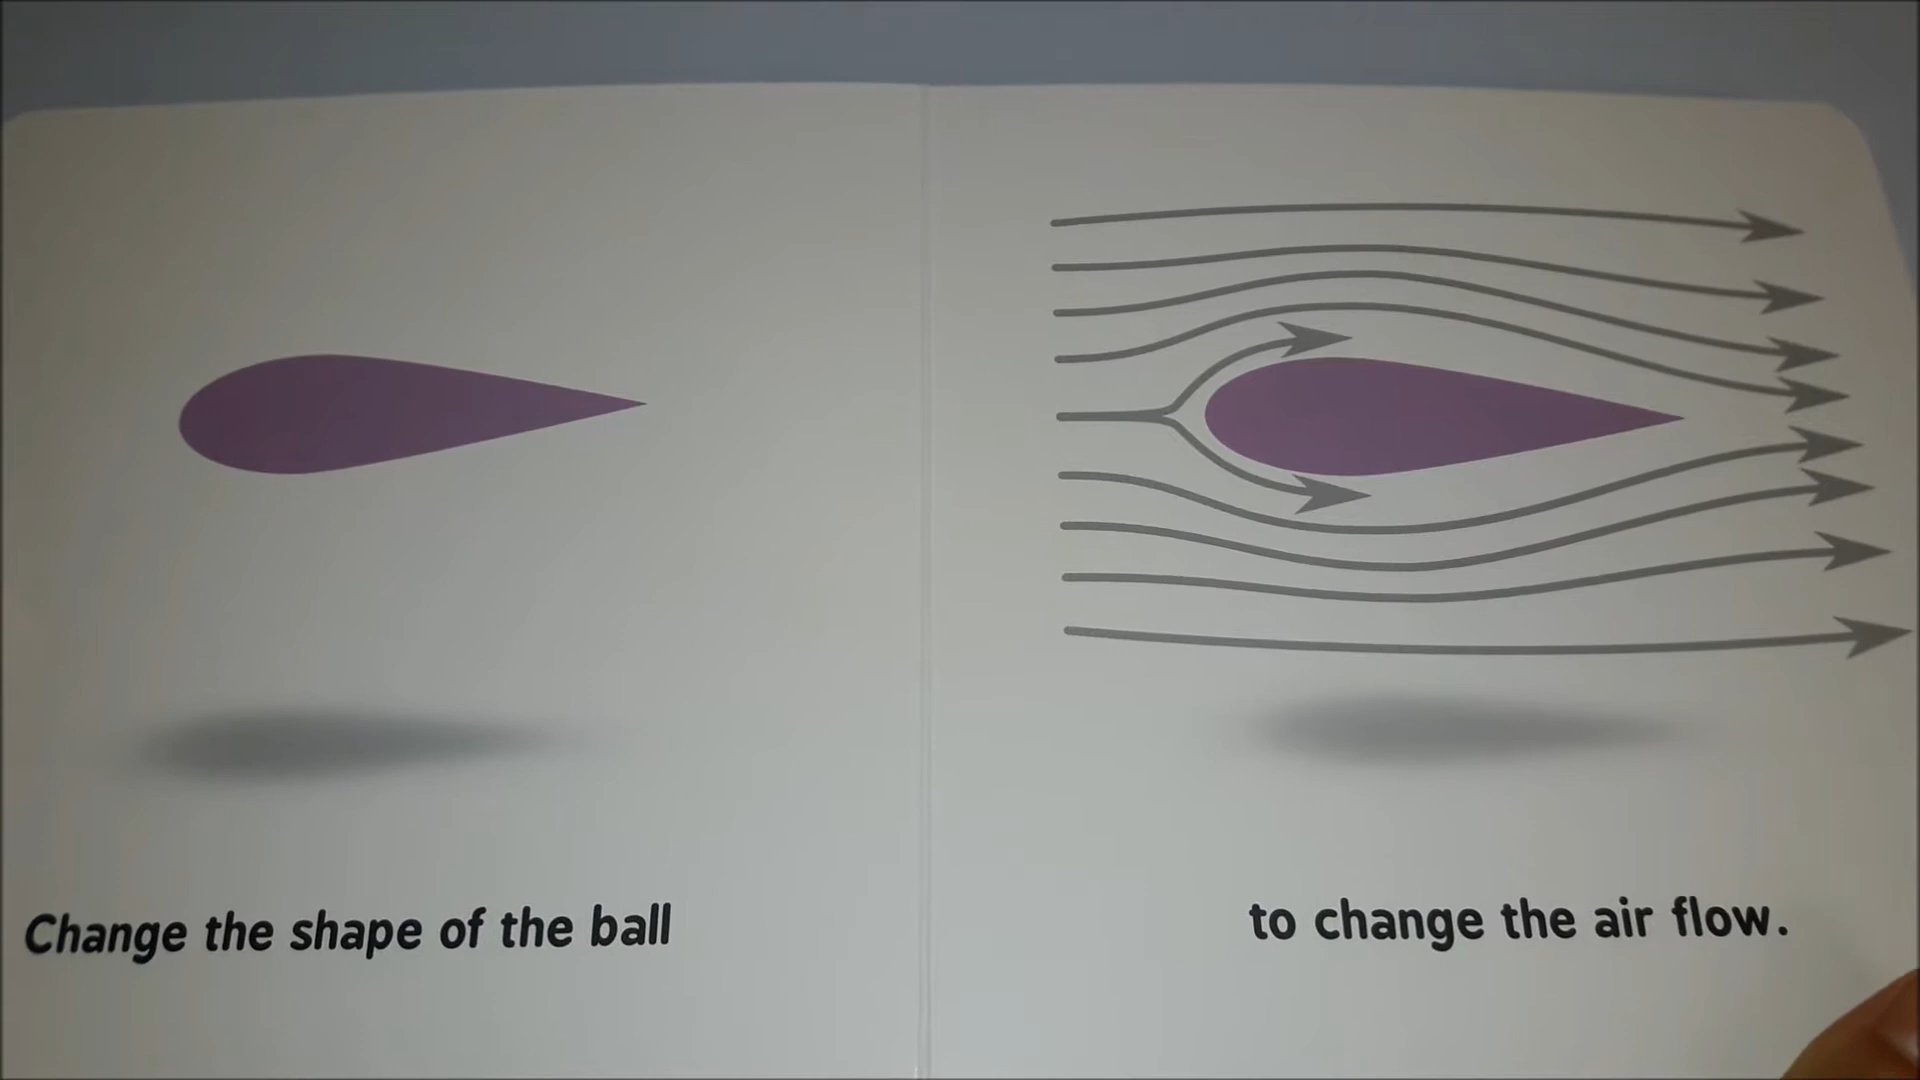 Change the shape of the ball
to change the air flow.